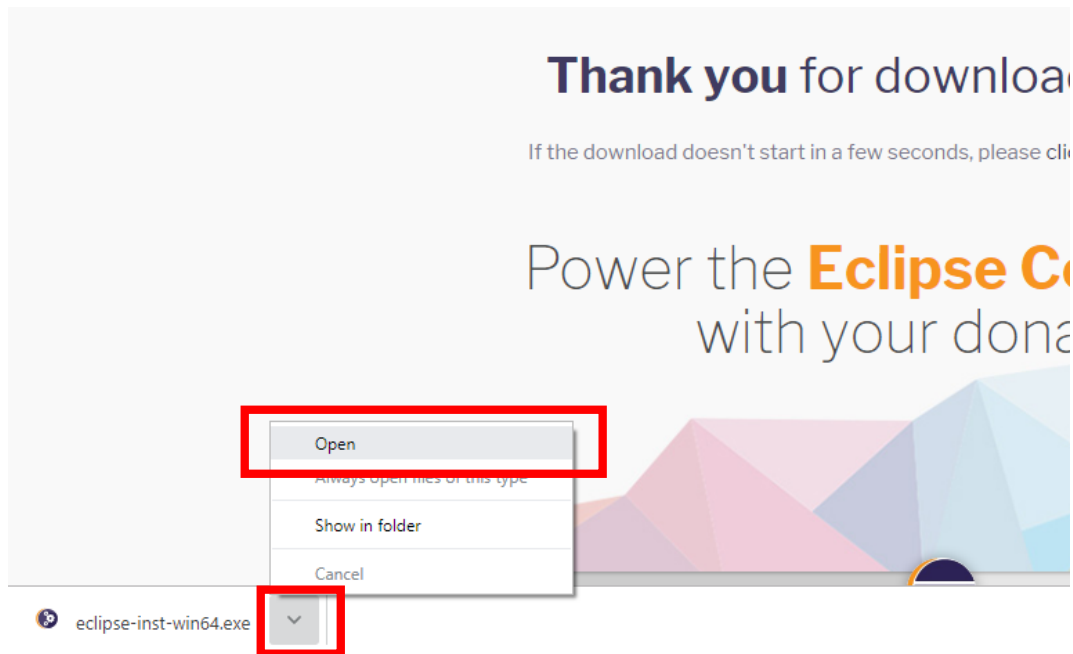 Thank you for downloa
If the download doesn't start in a few seconds, please cli
Power the Eclipse Co
with your dona
Open
Always open files of this type
Show in folder
Cancel
eclipse-inst-win64.exe